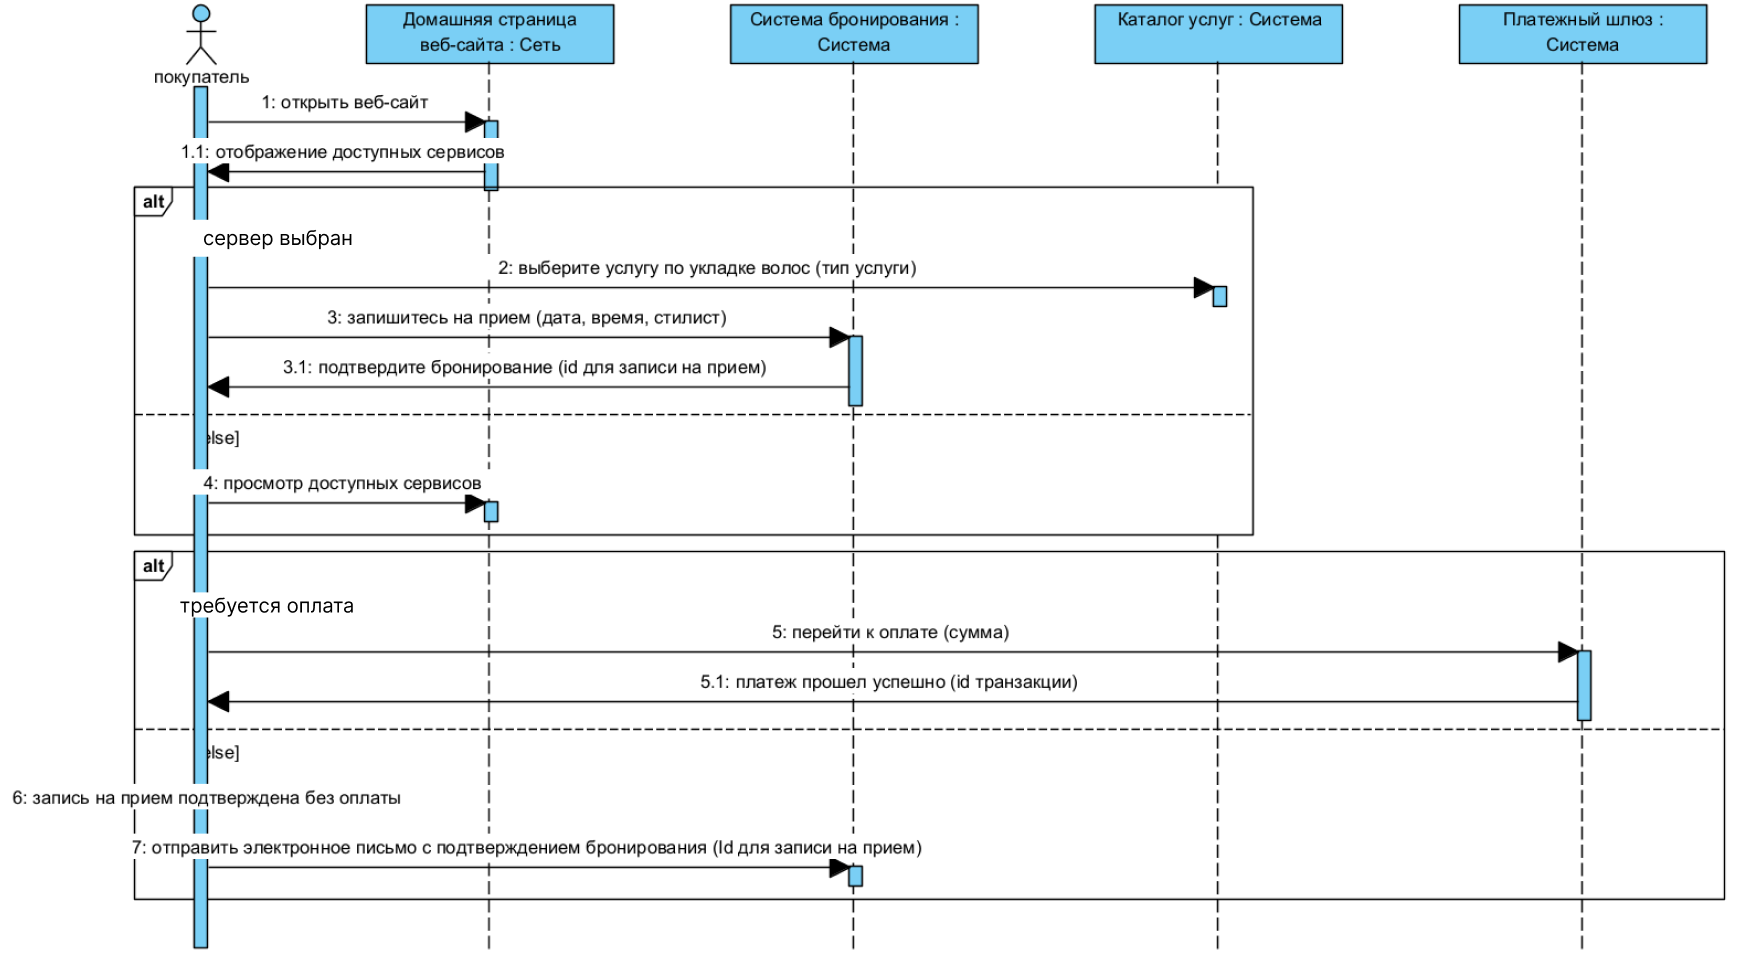 Домашняя страница
веб-сайта : Сеть
Система бронирования :
Система
Каталог услуг : Система
Платежный шлюз :
Система
покупатель
1: открыть веб-сайт
1.1: отображение доступных сервисов
alt
сервер выбран
2: выберите услугу по укладке волос (тип услуги)
3: запишитесь на прием (дата, время, стилист)
3.1: подтвердите бронирование (id для записи на прием)
else]
4: просмотр доступных сервисов
alt
требуется оплата
5: перейти к оплате (сумма)
5.1: платеж прошел успешно (id транзакции)
else]
6: запись на прием подтверждена без оплаты
7: отправить электронное письмо с подтверждением бронирования (Id для записи на прием)